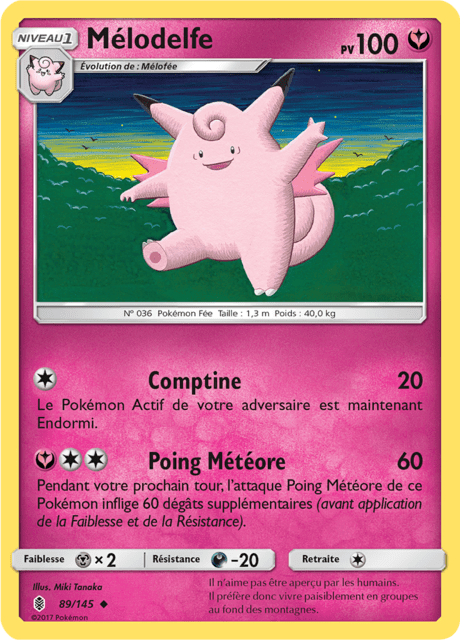 NIVEAU 1
Mélodelfe
PV 100
Évolution de : Mélofée
N° 036 Pokémon Fée Taille : 1,3 m Poids : 40,0 kg
Comptine 20
Le Pokémon Actif de votre adversaire est maintenant
Endormi.
Poing Météore 60
Pendant votre prochain tour, l'attaque Poing Météore de ce
Pokémon inflige 60 dégâts supplémentaires (avant application
de la Faiblesse et de la Résistance).
Faiblesse × 2 Résistance -20 Retraite
Illus. Miki Tanaka
89/145
©2017 Pokémon
Il n'aime pas être aperçu par les humains.
Il préfère donc vivre paisiblement en groupes
au fond des montagnes.